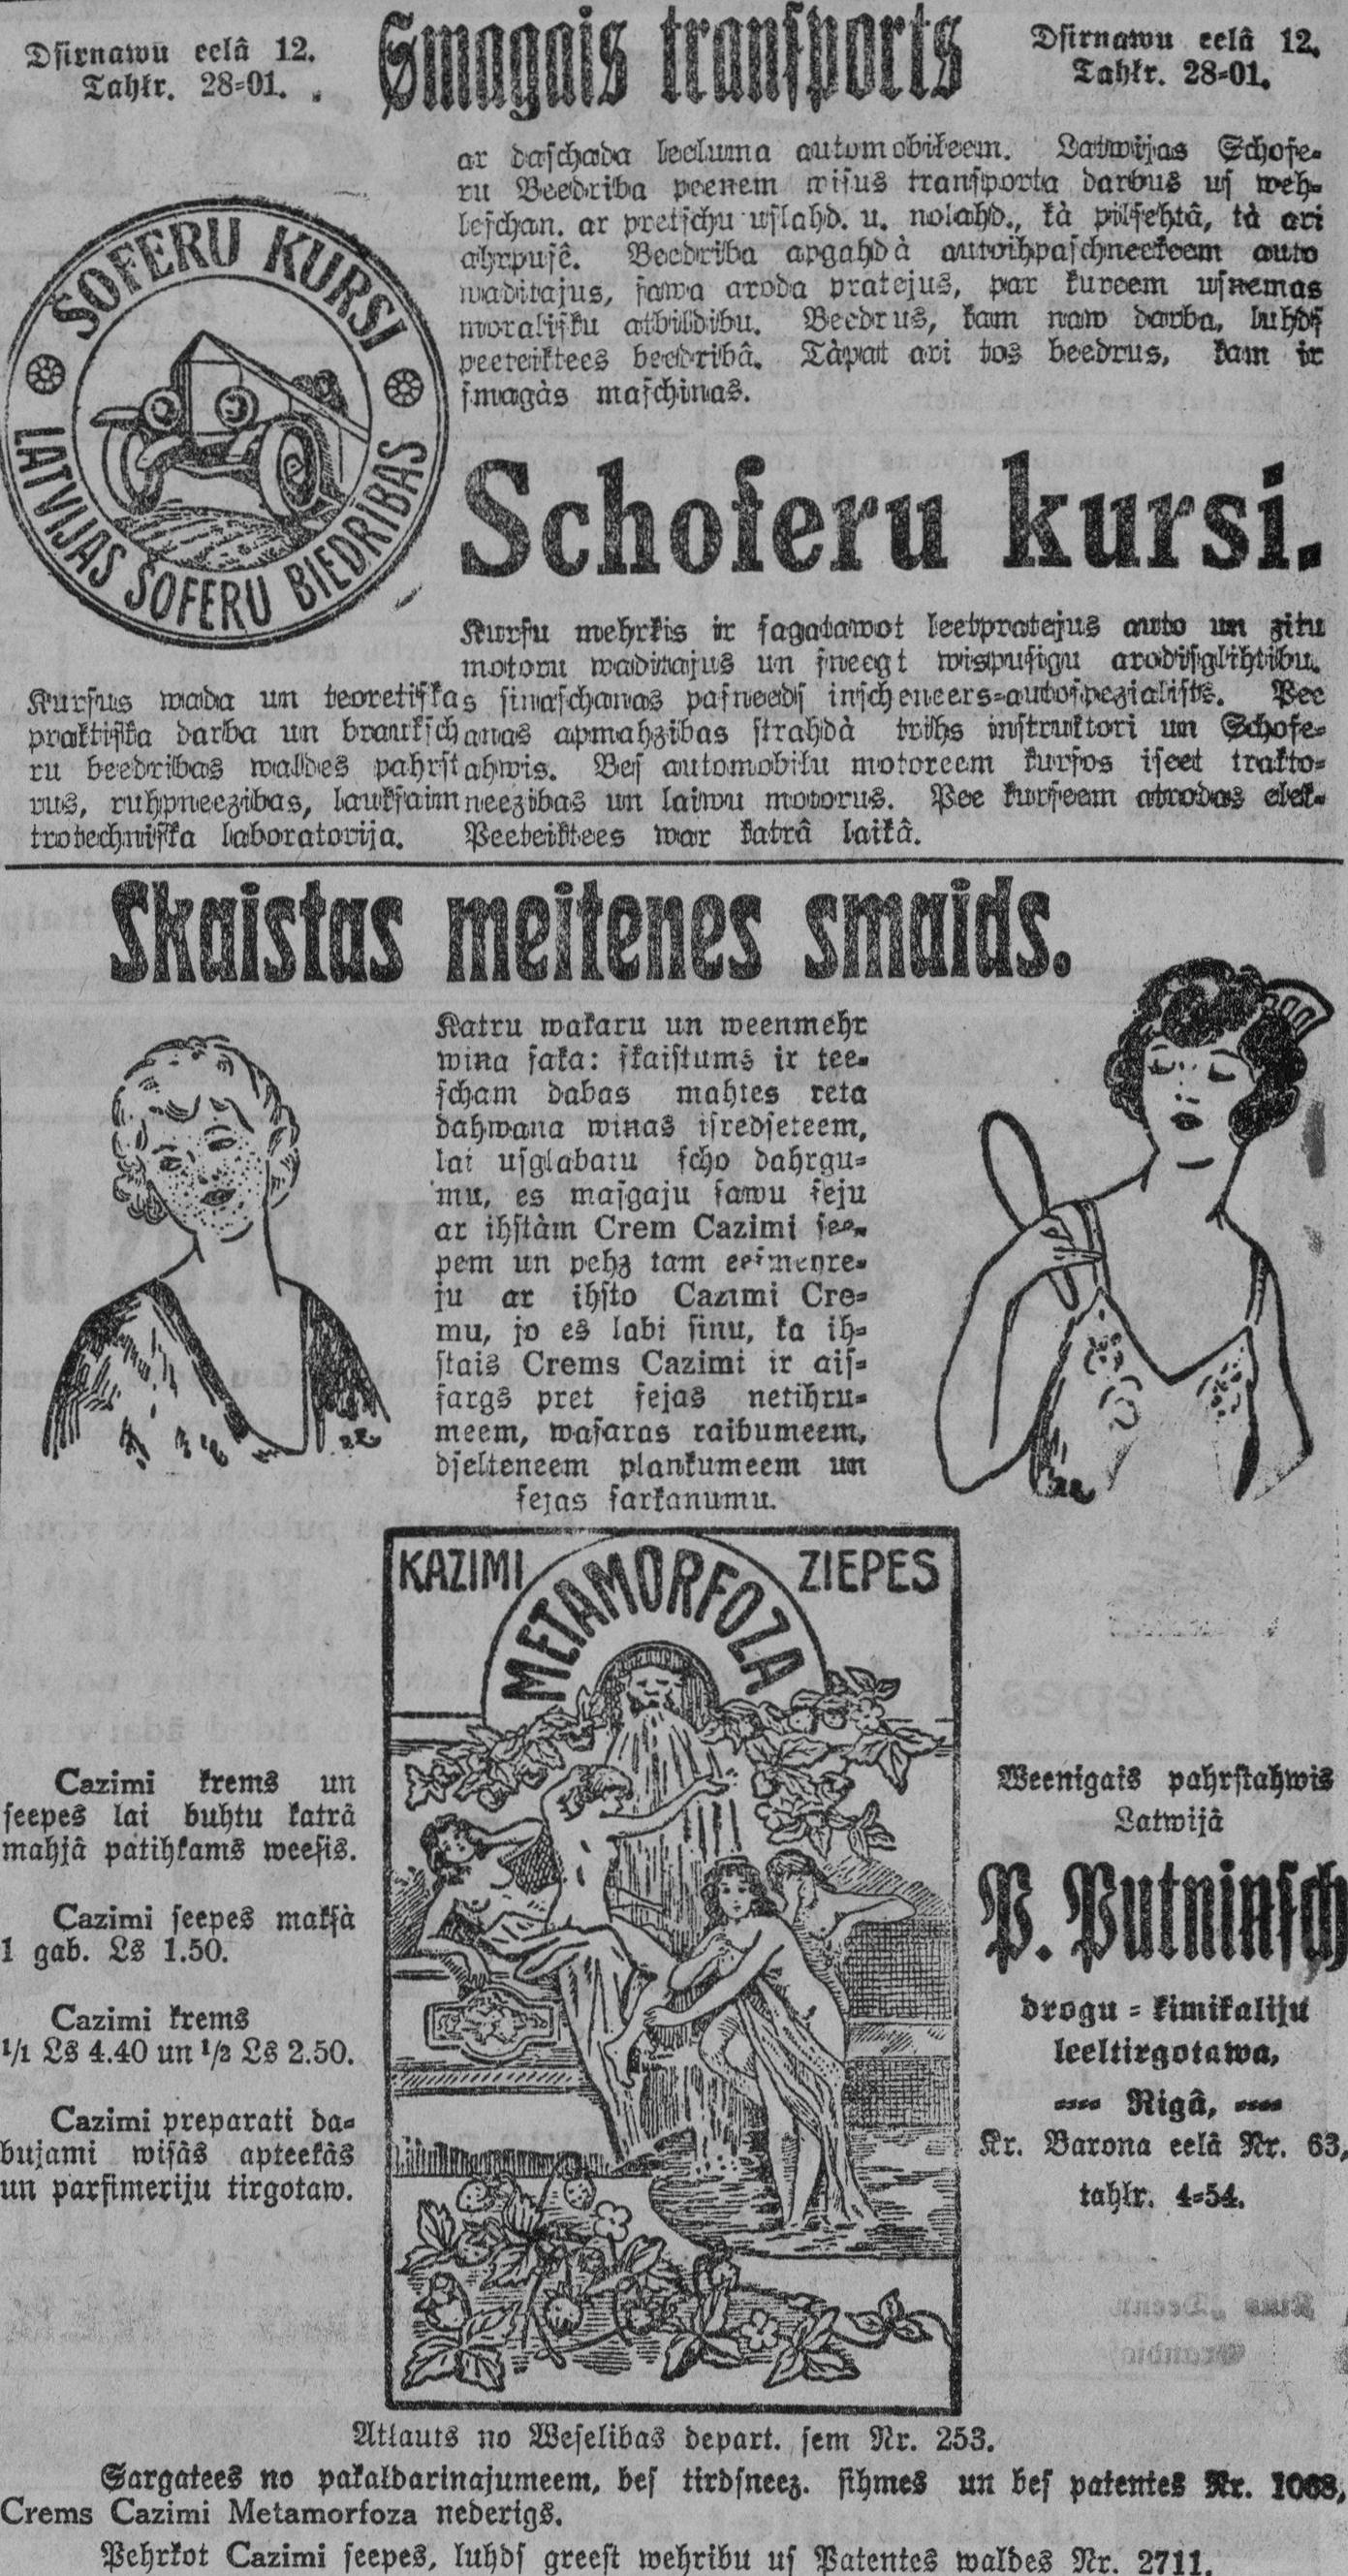 Dsirnawu eelâ 12.
Tahlr. 28-01.
Smagais transports
Dsirnawu eelâ 12.
Tahlr. 28-01.
ar daschada leeluma automobileem. Latwijas Schofe-
ru Beedriba peenem wisus transporta darbus us weh-
leschan. ar pretschu uslahd. u. nolahd., kà pilsehtâ, tà ari
ahrpusê. Beedriba apgahdà autoihpaschneekeem auto
waditajus, sawa aroda pratejus, par kureem usnemas
moralisku atbildibu. Beedrus, kam naw darba, luhds
peeteiktees beedribâ. Tàpat ari tos beedrus, kam ir
smagàs maschinas.
ŠOFERU KURSI
LATVIJAS ŠOFERU BIEDRIBAS
Schoferu kursi.
Kursu mehrkis ir sagatawot leetpratejus auto un zitu
motoru waditajus un sneegt wispusigu arodisglihtibu.
Kursus wada un teoretiskas sinaschanas pasneeds inscheneers-autospezialists. Pee
praktiska darba un braukschanas apmahzibas strahdà trihs instruktori un Schofe-
ru beedribas waldes pahrstahwis. Bes automobilu motoreem kursos iseet trakto-
rus, ruhpneezibas, lauksaimneezibas un laiwu motorus. Pee kurseem atrodas elek-
trotechniska laboratorija. Peeteiktees war katrâ laikâ.
Skaistas meitenes smaids.
Katru wakaru un weenmehr
wina saka: skaistums ir tee-
scham dabas mahtes reta
dahwana winas isredseteem,
lai usglabatu scho dahrgu-
mu, es masgaju sawu seju
ar ihstàm Crem Cazimi see-
pem un pehz tam eesmehre-
ju ar ihsto Cazimi Cre-
mu, jo es labi sinu, ka ih-
stais Crems Cazimi ir ais-
sargs pret sejas netihru-
meem, wasaras raibumeem,
dselteneem plankumeem un
sejas sarkanumu.
KAZIMI ZIEPES
METAMORFOZA
Cazimi krems un
seepes lai buhtu katrâ
mahjâ patihkams weesis.
Cazimi seepes maksà
1 gab. Ls 1.50.
Cazimi krems
1/1 Ls 4.40 un 1/2 Ls 2.50.
Cazimi preparati da-
bujami wisàs apteekàs
un parfimeriju tirgotaw.
Weenigais pahrstahwis
Latwijâ
P. Putninsch
drogu - kimikaliju
leeltirgotawa,
Rigâ,
Kr. Barona eelâ Nr. 63,
tahlr. 4-54.
Atlauts no Weselibas depart. sem Nr. 253.
Sargatees no pakaldarinajumeem, bes tirdsneez. sihmes un bes patentes Nr. 1063,
Crems Cazimi Metamorfoza nederigs.
Pehrkot Cazimi seepes, luhds greest wehribu us Patentes waldes Nr. 2711.